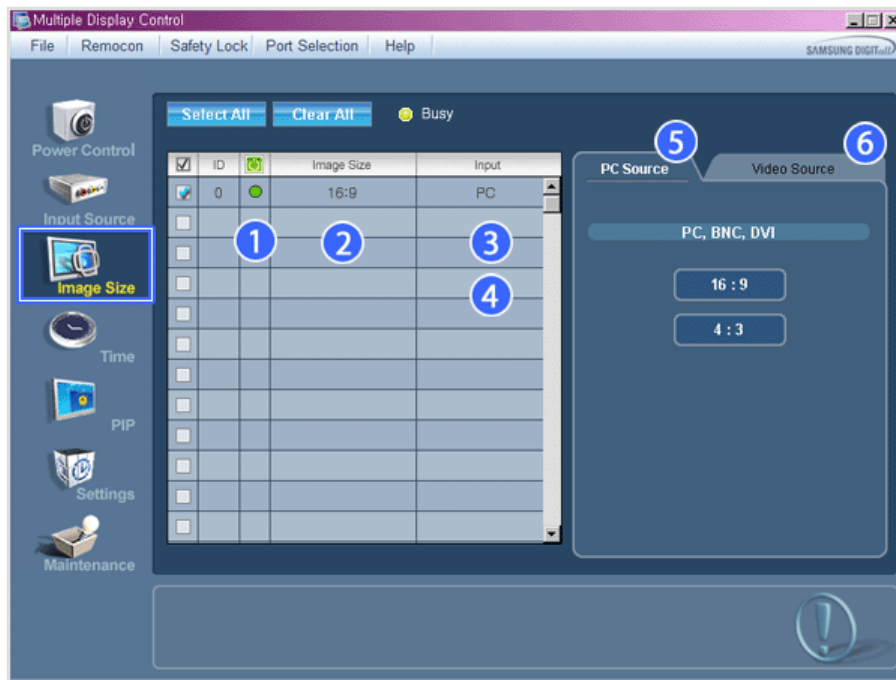 Multiple Display Control
File Remocon Safety Lock Port Selection Help
SAMSUNG DIGITall
Select All Clear All Busy
Power Control
Input Source
Image Size
Time
PIP
Settings
Maintenance
ID Image Size Input
0 16:9 PC
1 2 3
4
5 6
PC Source Video Source
PC, BNC, DVI
16 : 9
4 : 3